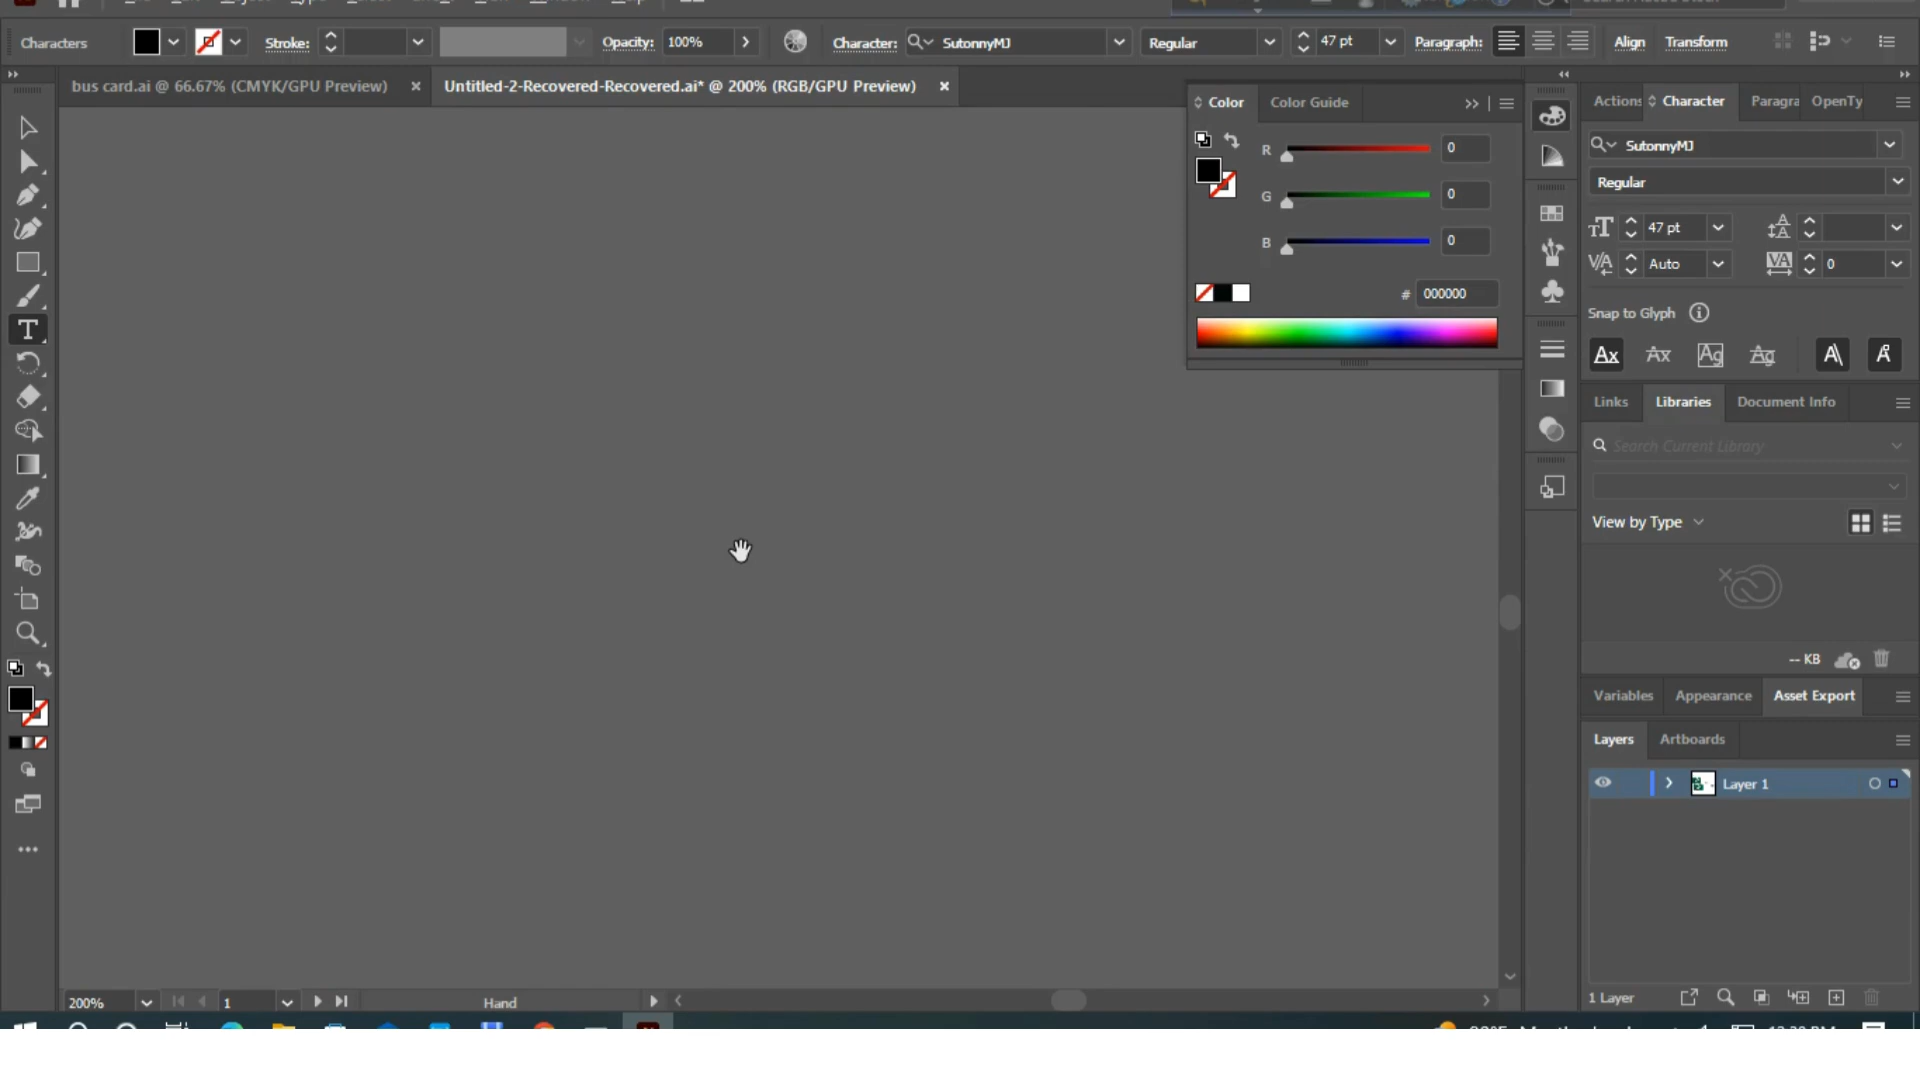 Characters
Stroke:
Opacity: 100%
Character: SutonnyMJ
Regular
47 pt
Paragraph:
Align
Transform
bus card.ai @ 66.67% (CMYK/GPU Preview)
Untitled-2-Recovered-Recovered.ai* @ 200% (RGB/GPU Preview)
Color
Color Guide
R 0
G 0
B 0
# 000000
Actions
Character
Paragra
OpenTy
SutonnyMJ
Regular
47 pt
Auto
0
Snap to Glyph
Links
Libraries
Document Info
Search Current Library
View by Type
-- KB
Variables
Appearance
Asset Export
Layers
Artboards
Layer 1
1 Layer
200%
1
Hand